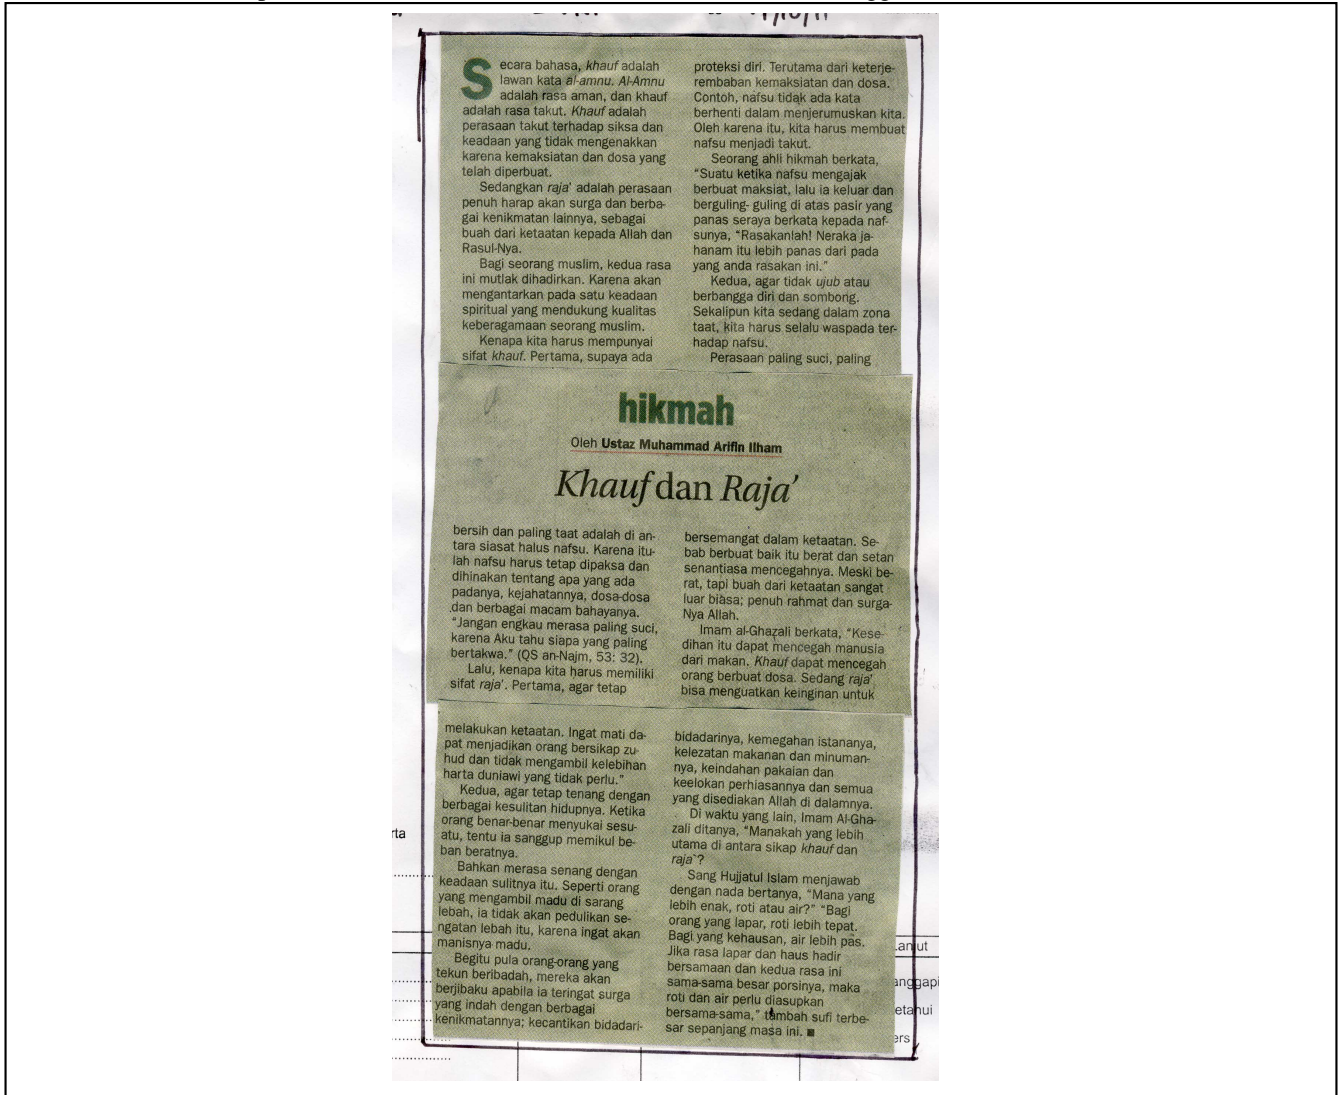 Secara bahasa, khauf adalah
lawan kata al-amnu. Al-Amnu
adalah rasa aman, dan khauf
adalah rasa takut. Khauf adalah
perasaan takut terhadap siksa dan
keadaan yang tidak mengenakkan
karena kemaksiatan dan dosa yang
telah diperbuat.
Sedangkan raja' adalah perasaan
penuh harap akan surga dan berba-
gai kenikmatan lainnya, sebagai
buah dari ketaatan kepada Allah dan
Rasul-Nya.
Bagi seorang muslim, kedua rasa
ini mutlak dihadirkan. Karena akan
mengantarkan pada satu keadaan
spiritual yang mendukung kualitas
keberagamaan seorang muslim.
Kenapa kita harus mempunyai
sifat khauf. Pertama, supaya ada
proteksi diri. Terutama dari keterje-
rembaban kemaksiatan dan dosa.
Contoh, nafsu tidak ada kata
berhenti dalam menjerumuskan kita.
Oleh karena itu, kita harus membuat
nafsu menjadi takut.
Seorang ahli hikmah berkata,
“Suatu ketika nafsu mengajak
berbuat maksiat, lalu ia keluar dan
berguling- guling di atas pasir yang
panas seraya berkata kepada naf-
sunya, “Rasakanlah! Neraka ja-
hanam itu lebih panas dari pada
yang anda rasakan ini.”
Kedua, agar tidak ujub atau
berbangga diri dan sombong.
Sekalipun kita sedang dalam zona
taat, kita harus selalu waspada ter-
hadap nafsu.
Perasaan paling suci, paling
hikmah
Oleh Ustaz Muhammad Arifin Ilham
Khauf dan Raja'
bersih dan paling taat adalah di an-
tara siasat halus nafsu. Karena itu-
lah nafsu harus tetap dipaksa dan
dihinakan tentang apa yang ada
padanya, kejahatannya, dosa-dosa
dan berbagai macam bahayanya.
“Jangan engkau merasa paling suci,
karena Aku tahu siapa yang paling
bertakwa.” (QS an-Najm, 53: 32).
Lalu, kenapa kita harus memiliki
sifat raja'. Pertama, agar tetap
bersemangat dalam ketaatan. Se-
bab berbuat baik itu berat dan setan
senantiasa mencegahnya. Meski be-
rat, tapi buah dari ketaatan sangat
luar biasa; penuh rahmat dan surga-
Nya Allah.
Imam al-Ghazali berkata, “Kese-
dihan itu dapat mencegah manusia
dari makan. Khauf dapat mencegah
orang berbuat dosa. Sedang raja'
bisa menguatkan keinginan untuk
melakukan ketaatan. Ingat mati da-
pat menjadikan orang bersikap zu-
hud dan tidak mengambil kelebihan
harta duniawi yang tidak perlu.”
Kedua, agar tetap tenang dengan
berbagai kesulitan hidupnya. Ketika
orang benar-benar menyukai sesu-
atu, tentu ia sanggup memikul be-
ban beratnya.
Bahkan merasa senang dengan
keadaan sulitnya itu. Seperti orang
yang mengambil madu di sarang
lebah, ia tidak akan pedulikan se-
ngatan lebah itu, karena ingat akan
manisnya madu.
Begitu pula orang-orang yang
tekun beribadah, mereka akan
berjibaku apabila ia teringat surga
yang indah dengan berbagai
kenikmatannya; kecantikan bidadari-
bidadarinya, kemegahan istananya,
kelezatan makanan dan minuman-
nya, keindahan pakaian dan
keelokan perhiasannya dan semua
yang disediakan Allah di dalamnya.
Di waktu yang lain, Imam Al-Gha-
zali ditanya, “Manakah yang lebih
utama di antara sikap khauf dan
raja`?
Sang Hujjatul Islam menjawab
dengan nada bertanya, “Mana yang
lebih enak, roti atau air?” “Bagi
orang yang lapar, roti lebih tepat.
Bagi yang kehausan, air lebih pas.
Jika rasa lapar dan haus hadir
bersamaan dan kedua rasa ini
sama-sama besar porsinya, maka
roti dan air perlu diasupkan
bersama-sama,” tambah sufi terbe-
sar sepanjang masa ini.
rta
Lanjut
anggapi
etahui
ers